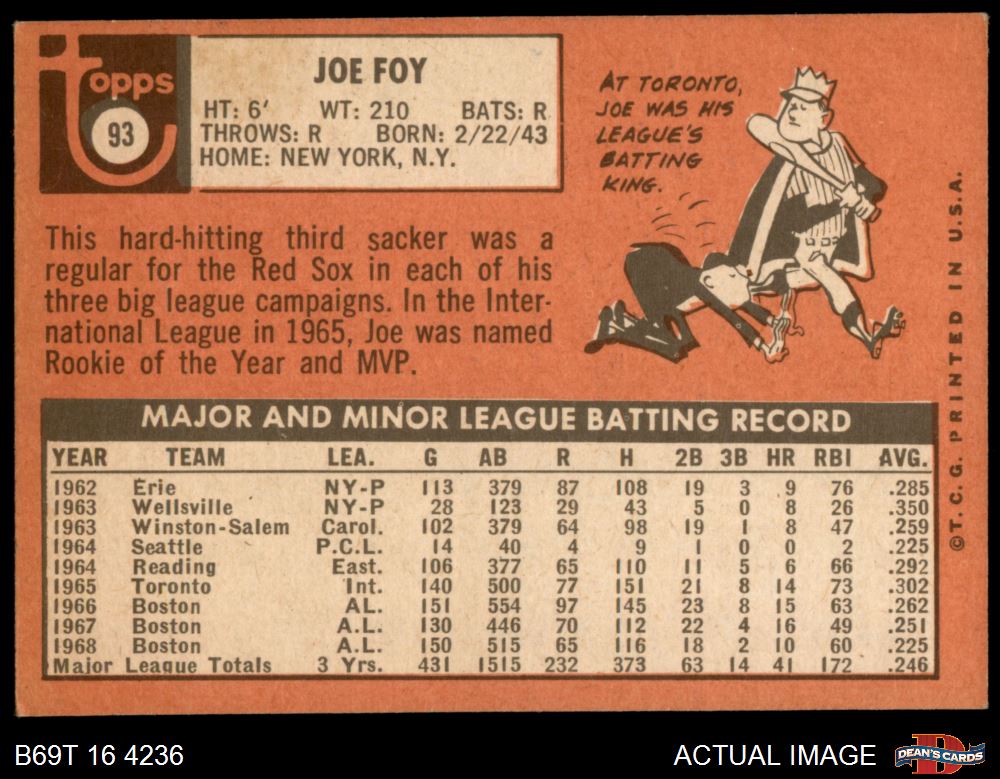 Topps
93
JOE FOY
HT: 6' WT: 210 BATS: R
THROWS: R BORN: 2/22/43
HOME: NEW YORK, N.Y.
AT TORONTO,
JOE WAS HIS
LEAGUE'S
BATTING
KING.
This hard-hitting third sacker was a
regular for the Red Sox in each of his
three big league campaigns. In the Inter-
national League in 1965, Joe was named
Rookie of the Year and MVP.
MAJOR AND MINOR LEAGUE BATTING RECORD
YEAR TEAM LEA. G AB R H 2B 3B HR RBI AVG.
1962 Erie NY-P 113 379 87 108 19 3 9 76 .285
1963 Wellsville NY-P 28 123 29 43 5 0 8 26 .350
1963 Winston-Salem Carol. 102 379 64 98 19 1 8 47 .259
1964 Seattle P.C.L. 14 40 4 9 1 0 0 2 .225
1964 Reading East. 106 377 65 110 11 5 6 66 .292
1965 Toronto Int. 140 500 77 151 21 8 14 73 .302
1966 Boston AL. 151 554 97 145 23 8 15 63 .262
1967 Boston A.L. 130 446 70 112 22 4 16 49 .251
1968 Boston A.L. 150 515 65 116 18 2 10 60 .225
Major League Totals 3 Yrs. 431 1515 232 373 63 14 41 172 .246
©T. C. G. PRINTED IN U.S.A.
B69T 16 4236
ACTUAL IMAGE
DEAN'S CARDS